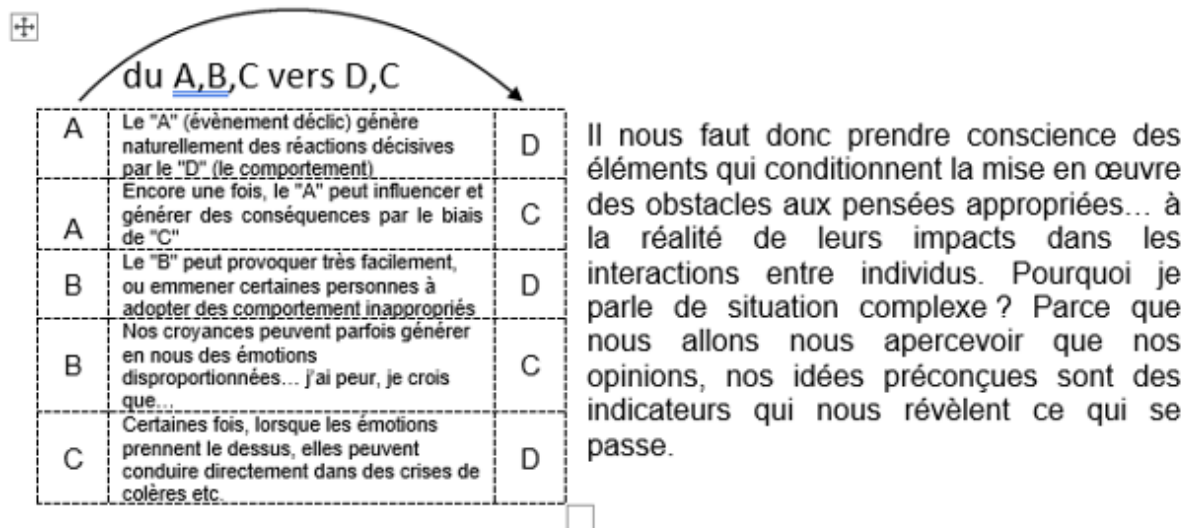 du A,B,C vers D,C
A
Le "A" (évènement déclic) génère
naturellement des réactions décisives
par le "D" (le comportement)
D
A
Encore une fois, le "A" peut influencer et
générer des conséquences par le biais
de "C"
C
B
Le "B" peut provoquer très facilement,
ou emmener certaines personnes à
adopter des comportement inappropriés
D
B
Nos croyances peuvent parfois générer
en nous des émotions
disproportionnées... j'ai peur, je crois
que...
C
C
Certaines fois, lorsque les émotions
prennent le dessus, elles peuvent
conduire directement dans des crises de
colères etc.
D
Il nous faut donc prendre conscience des
éléments qui conditionnent la mise en œuvre
des obstacles aux pensées appropriées... à
la réalité de leurs impacts dans les
interactions entre individus. Pourquoi je
parle de situation complexe ? Parce que
nous allons nous apercevoir que nos
opinions, nos idées préconçues sont des
indicateurs qui nous révèlent ce qui se
passe.